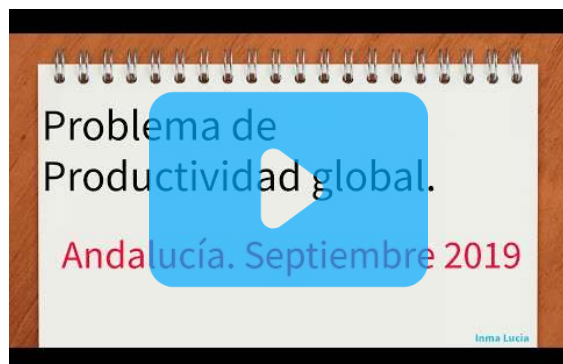 Problema de
Productividad global.
Andalucía. Septiembre 2019
Inma Lucia